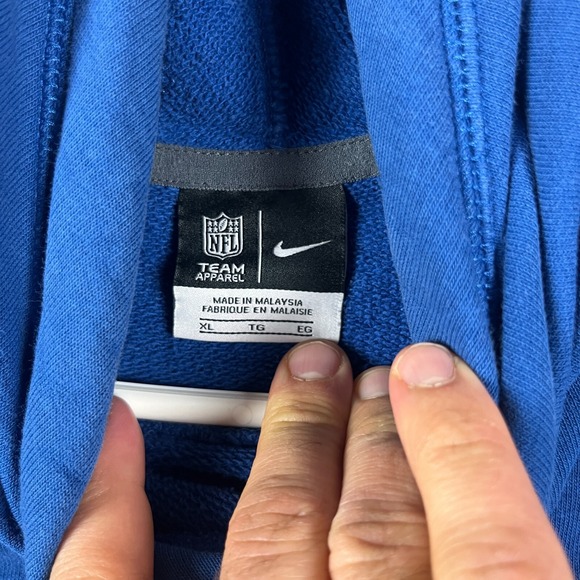 NFL
TEAM
APPAREL
MADE IN MALAYSIA
FABRIQUE EN MALAISIE
XL TG EG